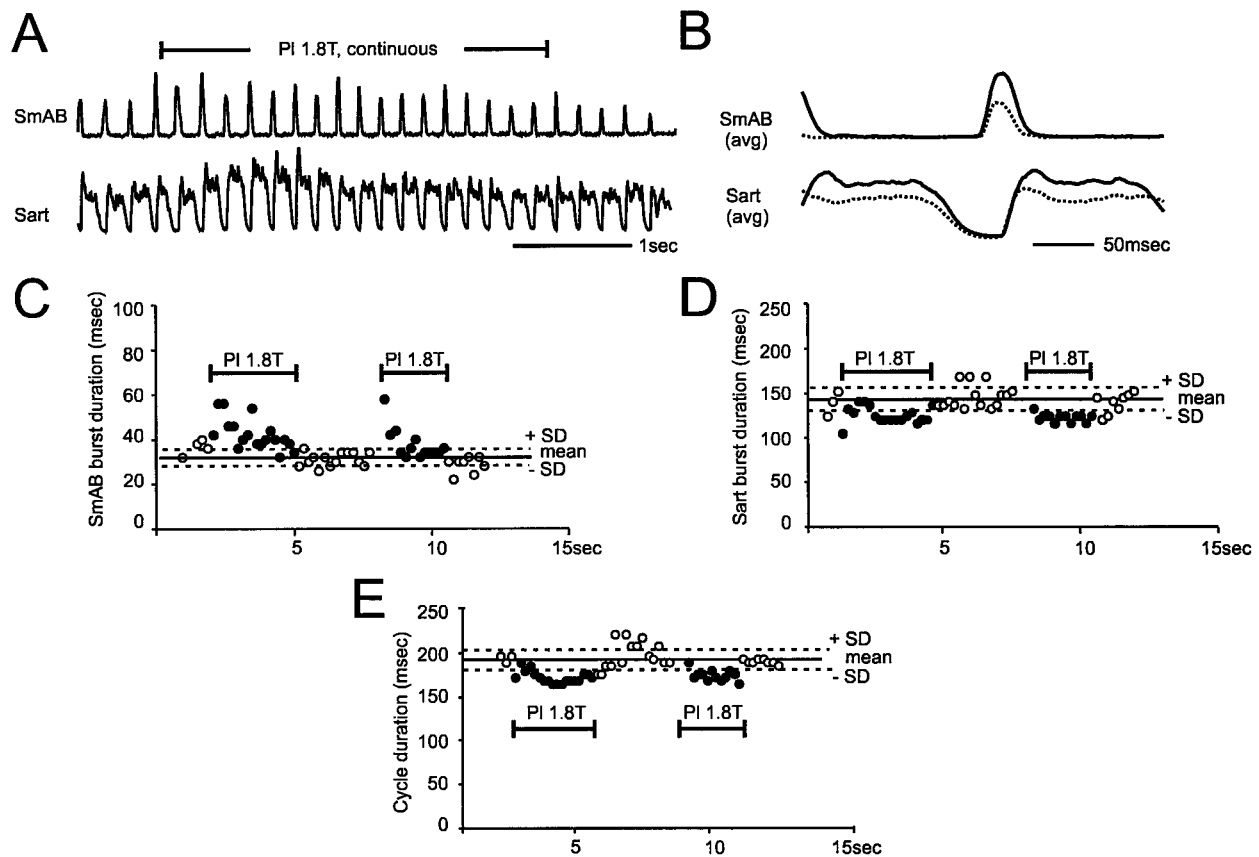 A
PI 1.8T, continuous
SmAB
Sart
1sec
B
SmAB
(avg)
Sart
(avg)
50msec
C
SmAB burst duration (msec)
100
80
60
40
20
0
PI 1.8T
PI 1.8T
+ SD
mean
- SD
5
10
15sec
D
Sart burst duration (msec)
250
200
150
100
50
0
PI 1.8T
PI 1.8T
+ SD
mean
- SD
5
10
15sec
E
Cycle duration (msec)
250
200
150
100
50
0
+ SD
mean
- SD
PI 1.8T
PI 1.8T
5
10
15sec